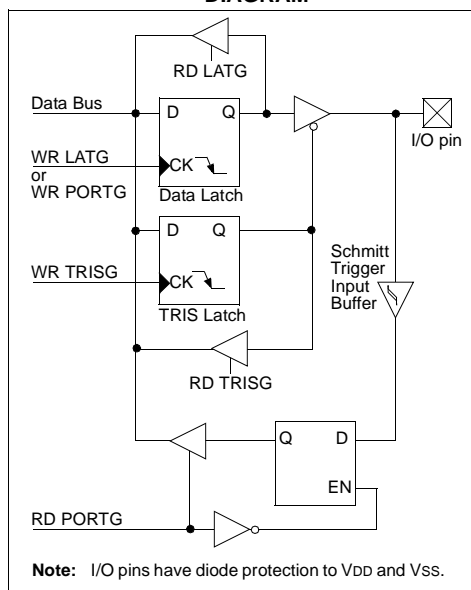 DIAGRAM
RD LATG
Data Bus
D Q
I/O pin
WR LATG
or
WR PORTG
CK
Data Latch
D Q
WR TRISG
CK
TRIS Latch
Schmitt
Trigger
Input
Buffer
RD TRISG
Q D
EN
RD PORTG
Note: I/O pins have diode protection to VDD and VSS.